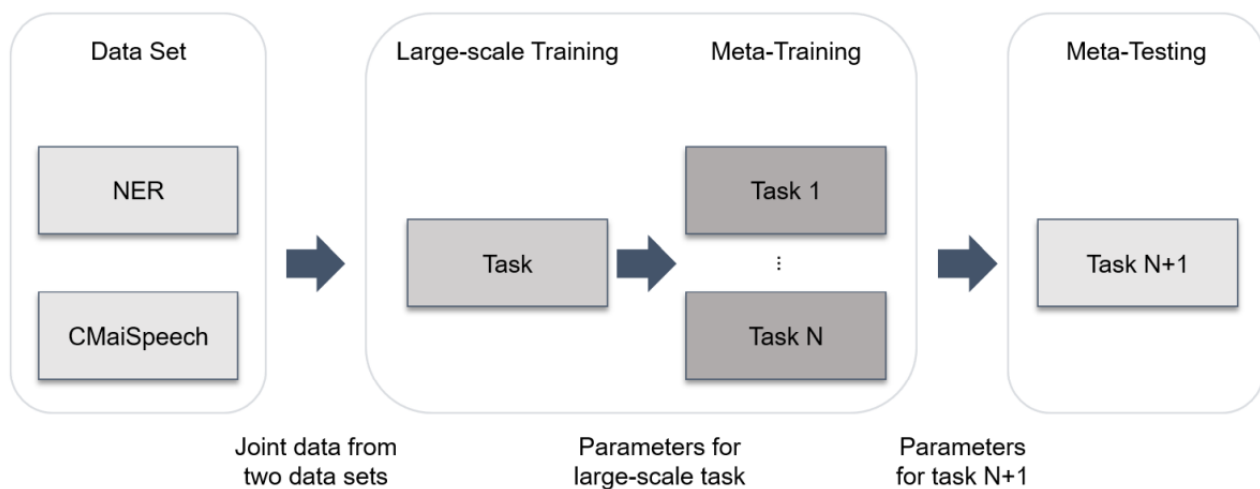 Data Set
NER
CMaiSpeech
Large-scale Training
Task
Meta-Training
Task 1
⋮
Task N
Meta-Testing
Task N+1
Joint data from
two data sets
Parameters for
large-scale task
Parameters
for task N+1